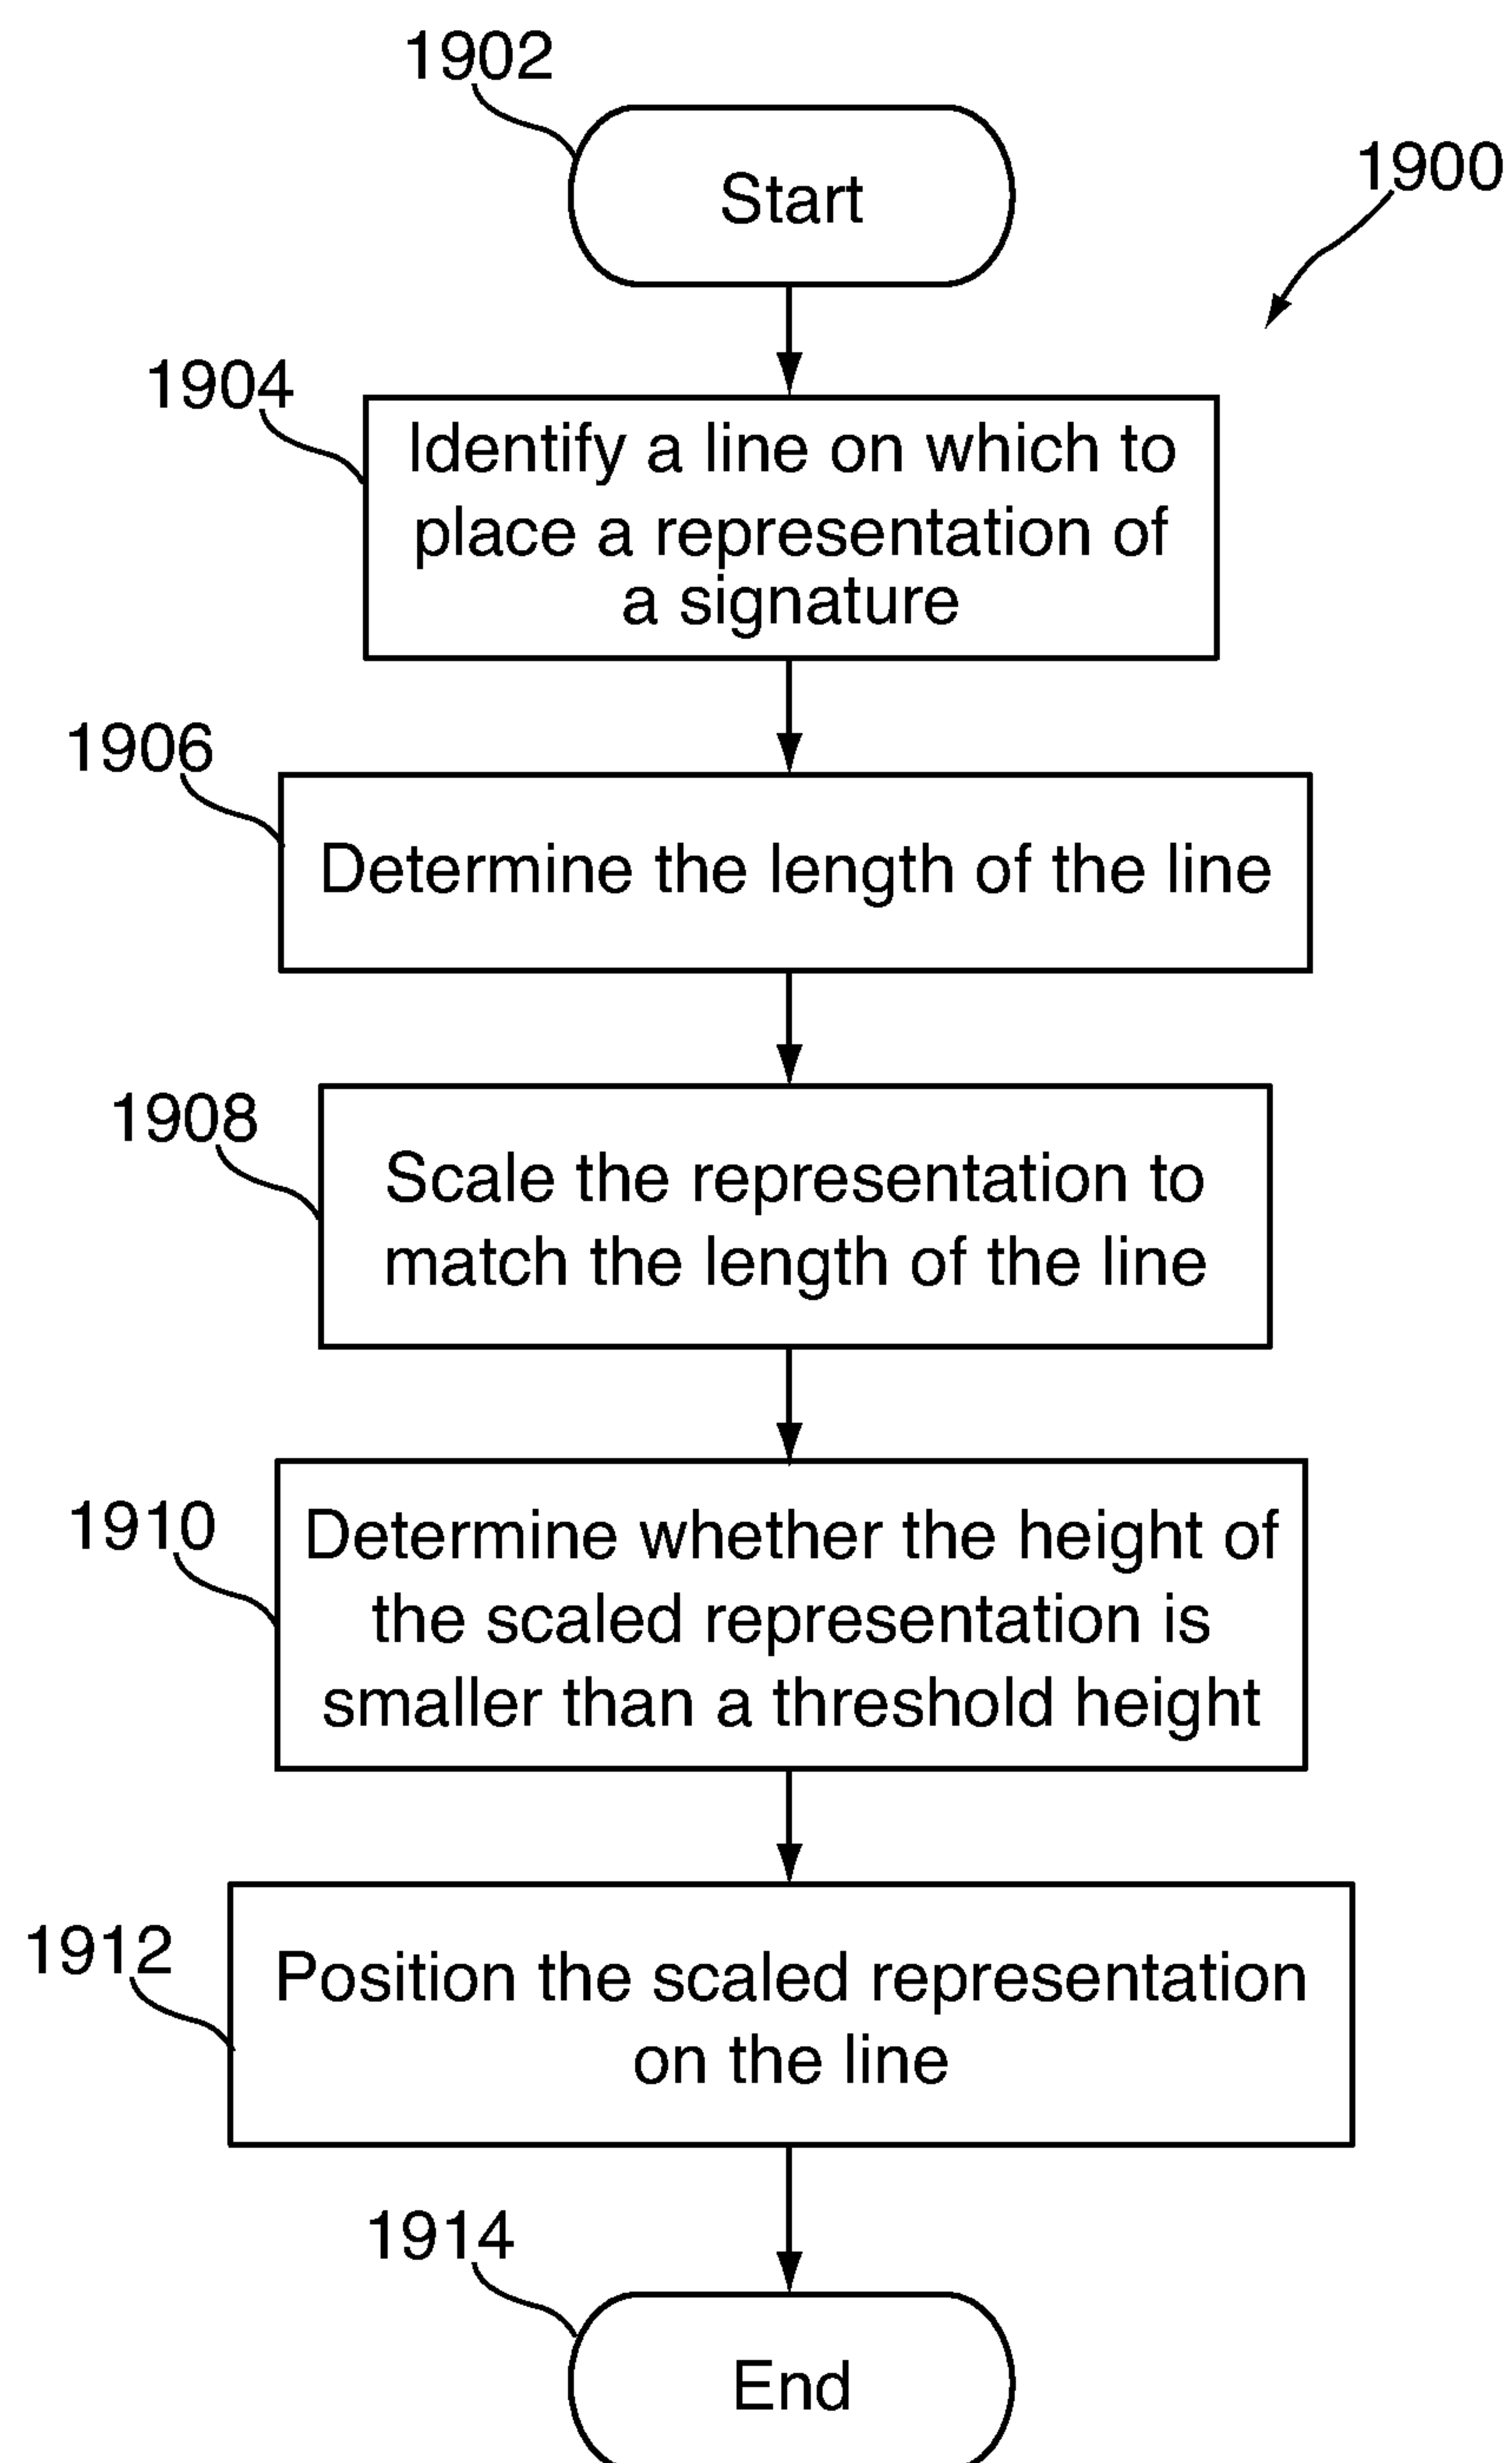 1902
Start
1900
1904
Identify a line on which to
place a representation of
a signature
1906
Determine the length of the line
1908
Scale the representation to
match the length of the line
1910
Determine whether the height of
the scaled representation is
smaller than a threshold height
1912
Position the scaled representation
on the line
1914
End